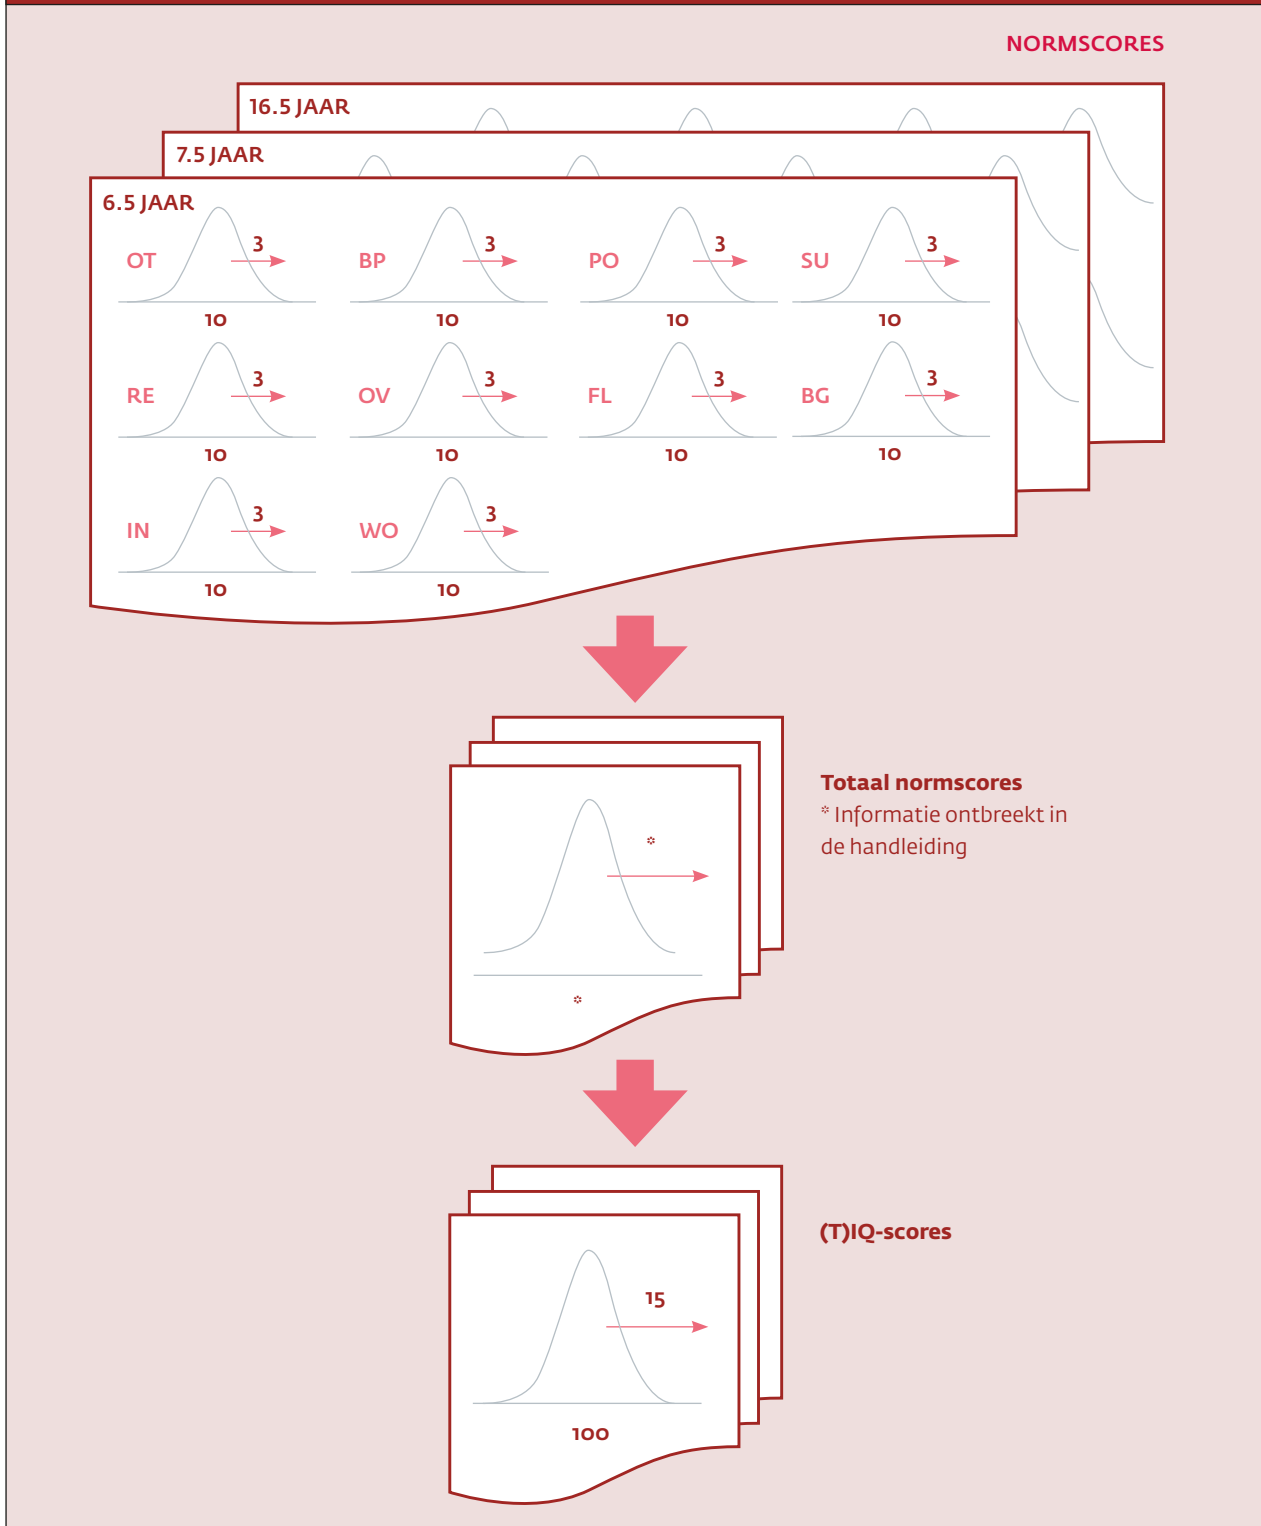 NORMSCORES
16.5 JAAR
7.5 JAAR
6.5 JAAR
OT 3 BP 3 PO 3 SU 3
10 10 10 10
RE 3 OV 3 FL 3 BG 3
10 10 10 10
IN 3 WO 3
10 10
Totaal normscores
* Informatie ontbreekt in
de handleiding
*
*
(T)IQ-scores
15
100